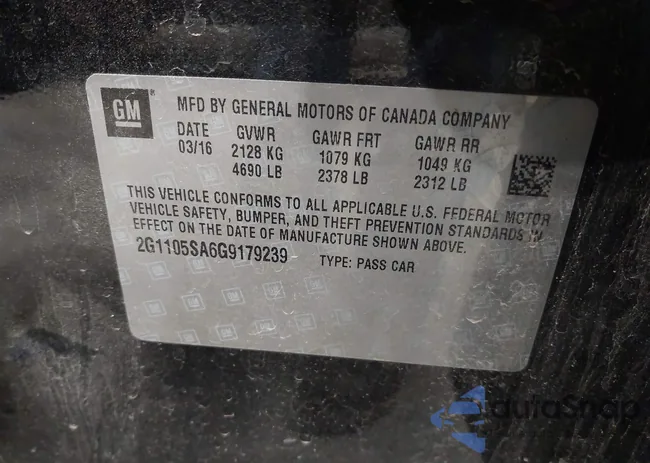 GM
MFD BY GENERAL MOTORS OF CANADA COMPANY
DATE GVWR GAWR FRT GAWR RR
03/16 2128 KG 1079 KG 1049 KG
4690 LB 2378 LB 2312 LB
THIS VEHICLE CONFORMS TO ALL APPLICABLE U.S. FEDERAL MOTOR
VEHICLE SAFETY, BUMPER, AND THEFT PREVENTION STANDARDS IN
EFFECT ON THE DATE OF MANUFACTURE SHOWN ABOVE.
2G1105SA6G9179239 TYPE: PASS CAR
autaSnap